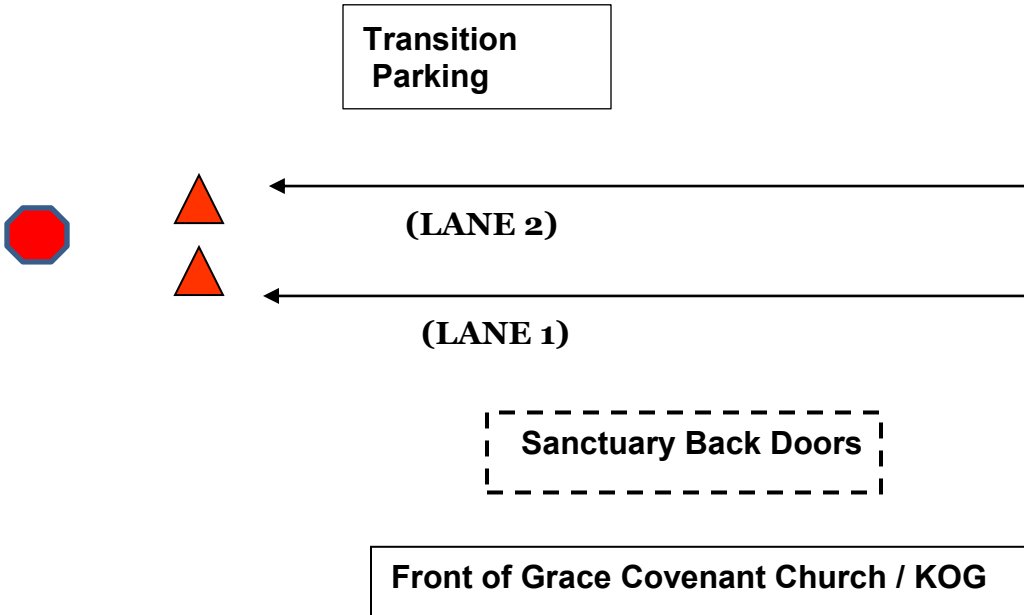 Transition
Parking
(LANE 2)
(LANE 1)
Sanctuary Back Doors
Front of Grace Covenant Church / KOG